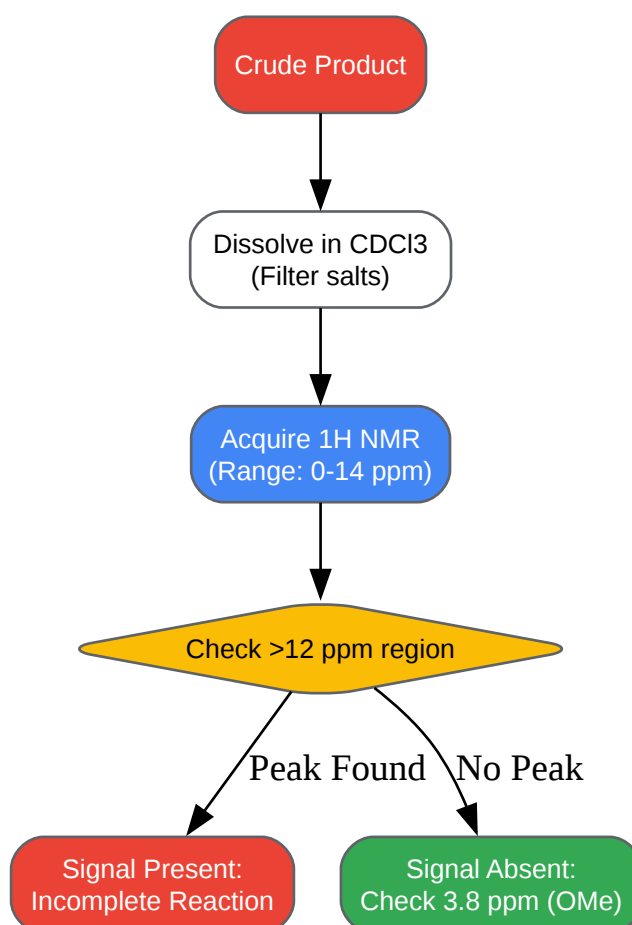 Crude Product
Dissolve in CDCl3
(Filter salts)
Acquire 1H NMR
(Range: 0-14 ppm)
Check >12 ppm region
Peak Found
No Peak
Signal Present:
Incomplete Reaction
Signal Absent:
Check 3.8 ppm (OMe)